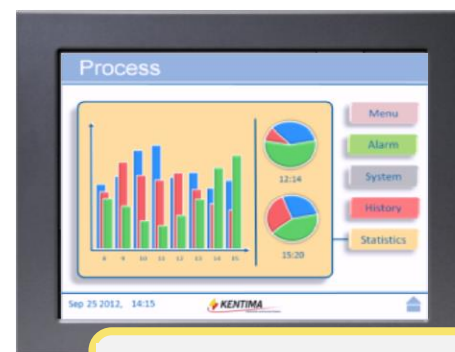 Process
Menu
Alarm
System
History
Statistics
12:14
15:20
8 9 10 11 12 13 14 15
Sep 25 2012, 14:15
KENTIMA